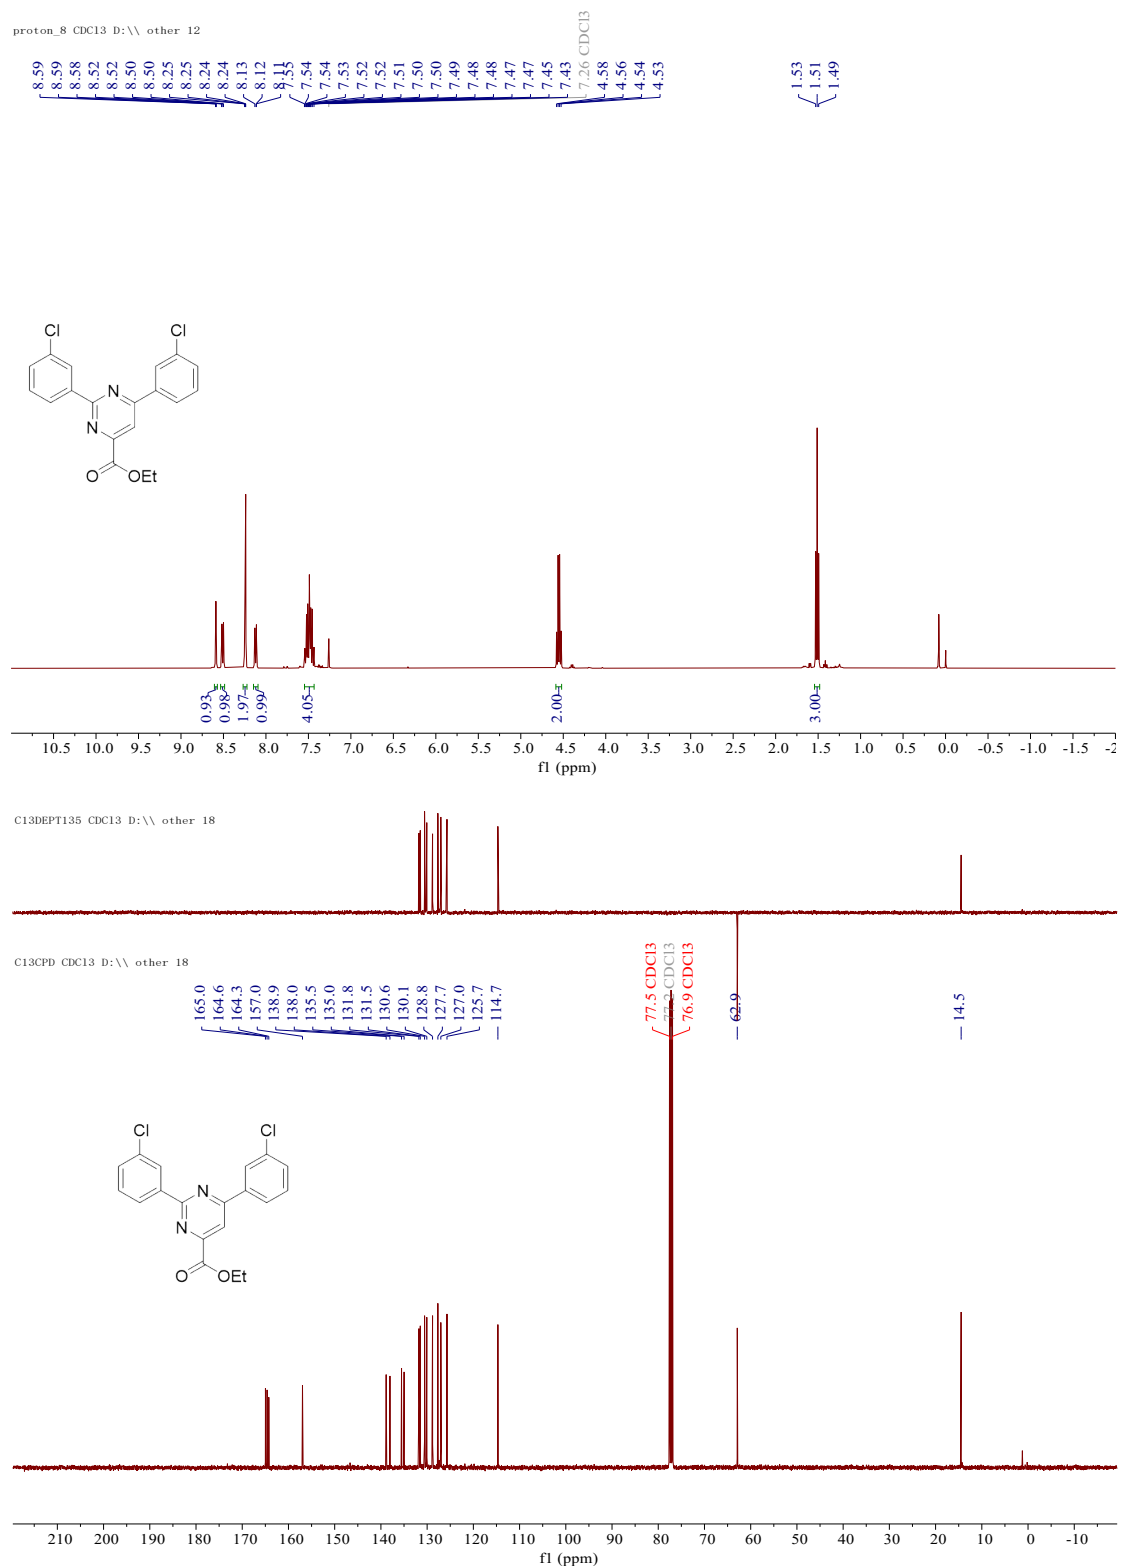 proton_8 CDCl3 D:\\ other 12
8.59 8.59 8.58 8.52 8.52 8.50 8.50 8.25 8.25 8.24 8.24 8.13 8.12 8.11 7.55 7.54 7.54 7.53 7.52 7.52 7.51 7.50 7.50 7.49 7.48 7.48 7.47 7.47 7.45 7.43 7.26 CDCl3 4.58 4.56 4.54 4.53 1.53 1.51 1.49
Cl Cl
N
N
O OEt
0.93 0.98 1.97 0.99 4.05 2.00 3.00
10.5 10.0 9.5 9.0 8.5 8.0 7.5 7.0 6.5 6.0 5.5 5.0 4.5 4.0 3.5 3.0 2.5 2.0 1.5 1.0 0.5 0.0 -0.5 -1.0 -1.5 -2
f1 (ppm)
C13DEPT135 CDCl3 D:\\ other 18
C13CPD CDCl3 D:\\ other 18
165.0 164.6 164.3 157.0 138.9 138.0 135.5 135.0 131.8 131.5 130.6 130.1 128.8 127.7 127.0 125.7 114.7 77.5 CDCl3 77.2 CDCl3 76.9 CDCl3 62.9 14.5
Cl Cl
N
N
O OEt
210 200 190 180 170 160 150 140 130 120 110 100 90 80 70 60 50 40 30 20 10 0 -10
f1 (ppm)